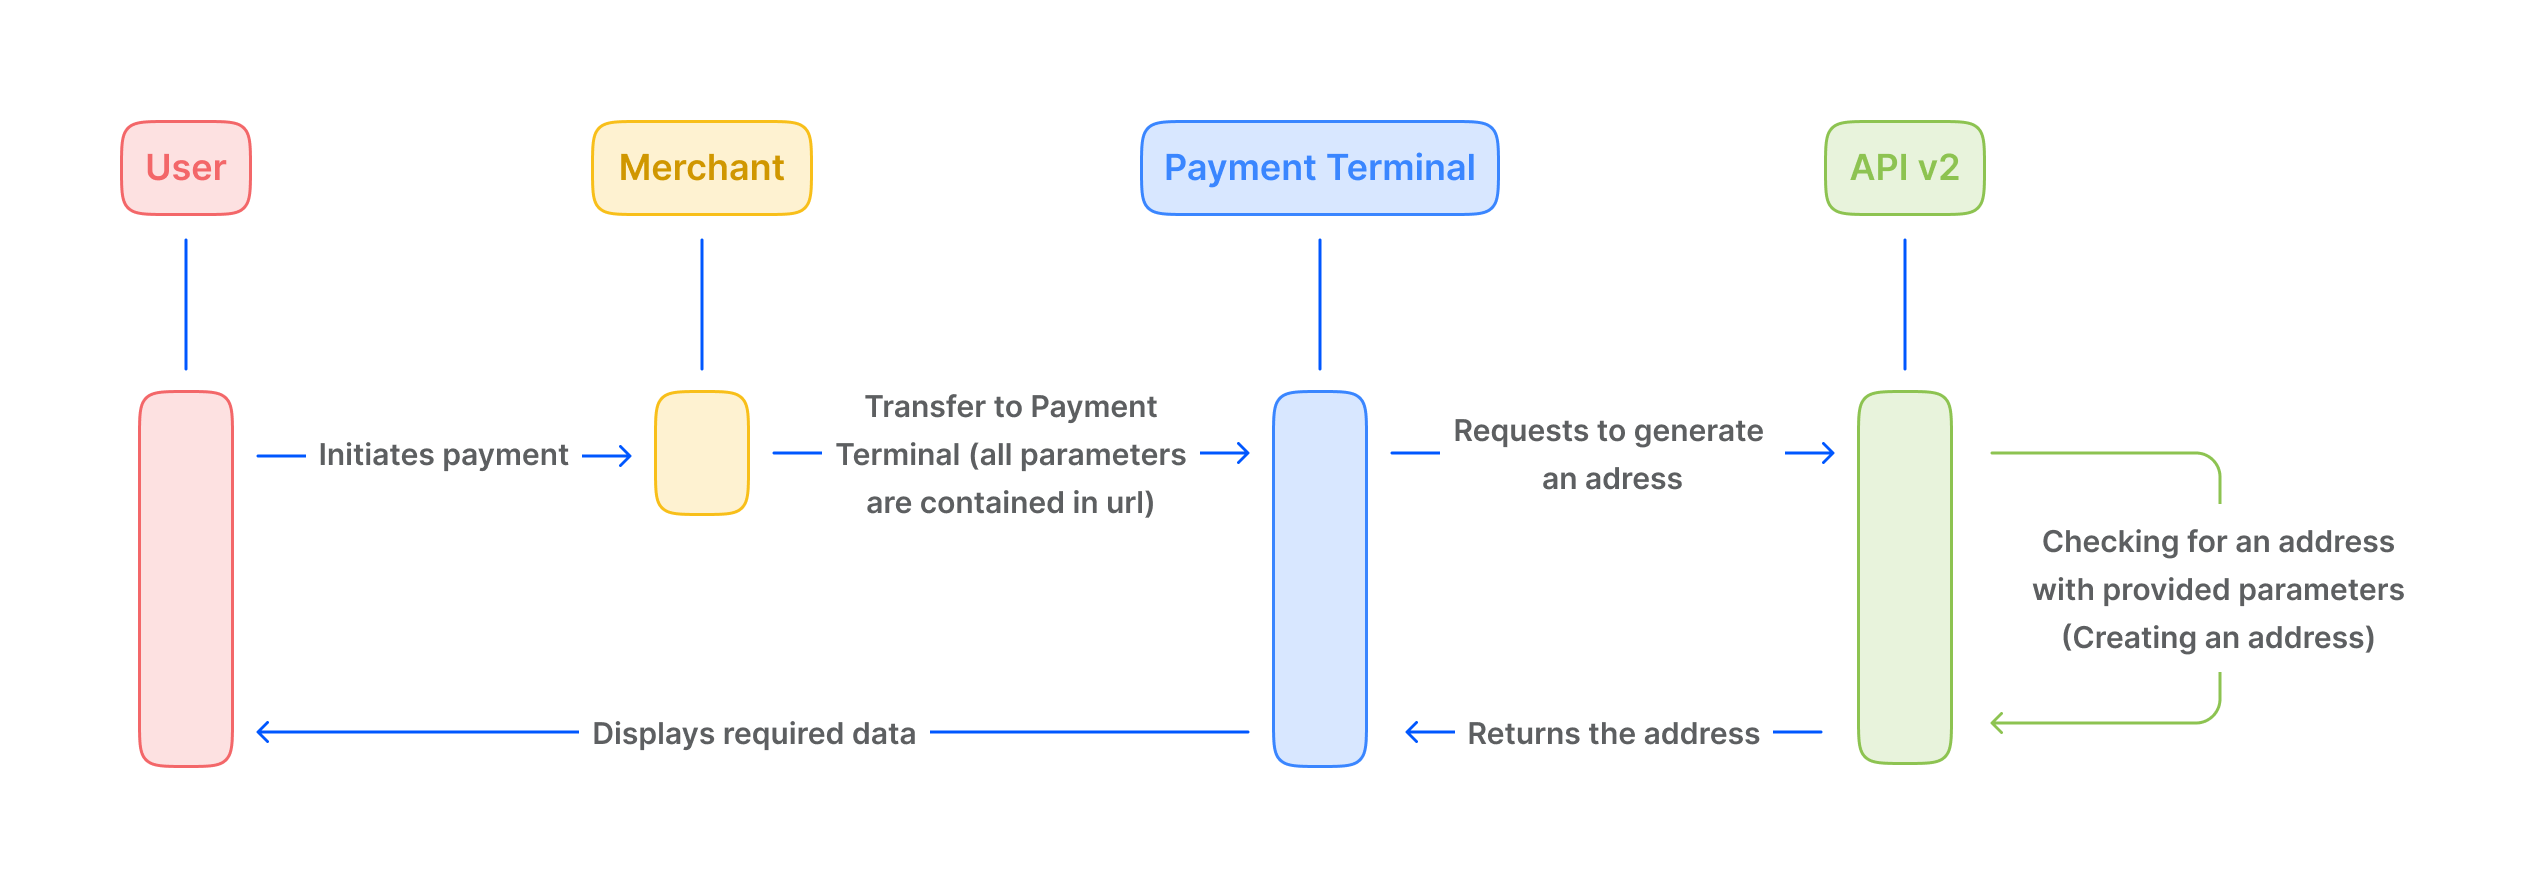 User
Merchant
Payment Terminal
API v2
Initiates payment
Transfer to Payment
Terminal (all parameters
are contained in url)
Requests to generate
an adress
Checking for an address
with provided parameters
(Creating an address)
Displays required data
Returns the address